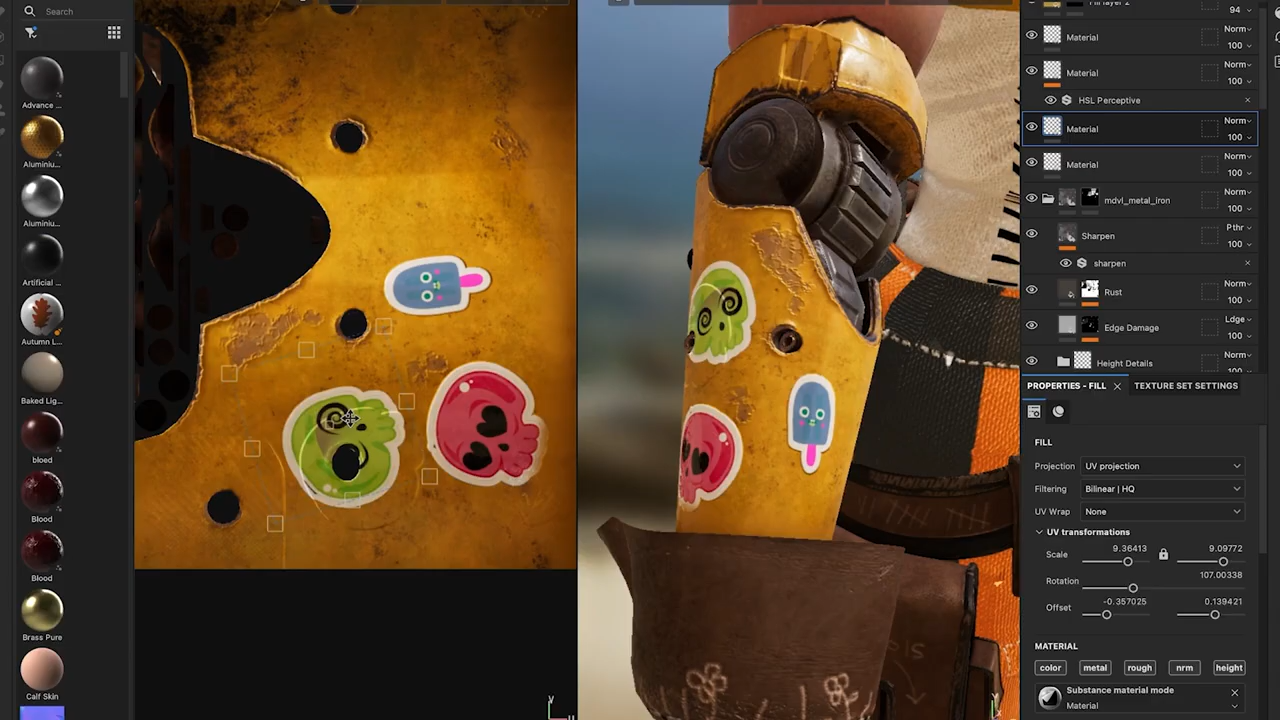 Search
Advance ...
Aluminiu...
Aluminiu...
Artificial ...
Autumn L...
Baked Lig...
blood
Blood
Blood
Brass Pure
Calf Skin
94
Material
Norm
100
Material
Norm
100
HSL Perceptive
Material
Norm
100
Material
Norm
100
mdvl_metal_iron
Norm
100
Sharpen
Pthr
100
sharpen
Rust
Norm
100
Edge Damage
Ldge
100
Height Details
Norm
100
PROPERTIES - FILL
TEXTURE SET SETTINGS
FILL
Projection
UV projection
Filtering
Bilinear | HQ
UV Wrap
None
UV transformations
Scale
9.36413
9.09772
Rotation
107.00338
Offset
-0.357025
0.139421
MATERIAL
color
metal
rough
nrm
height
Substance material mode
Material